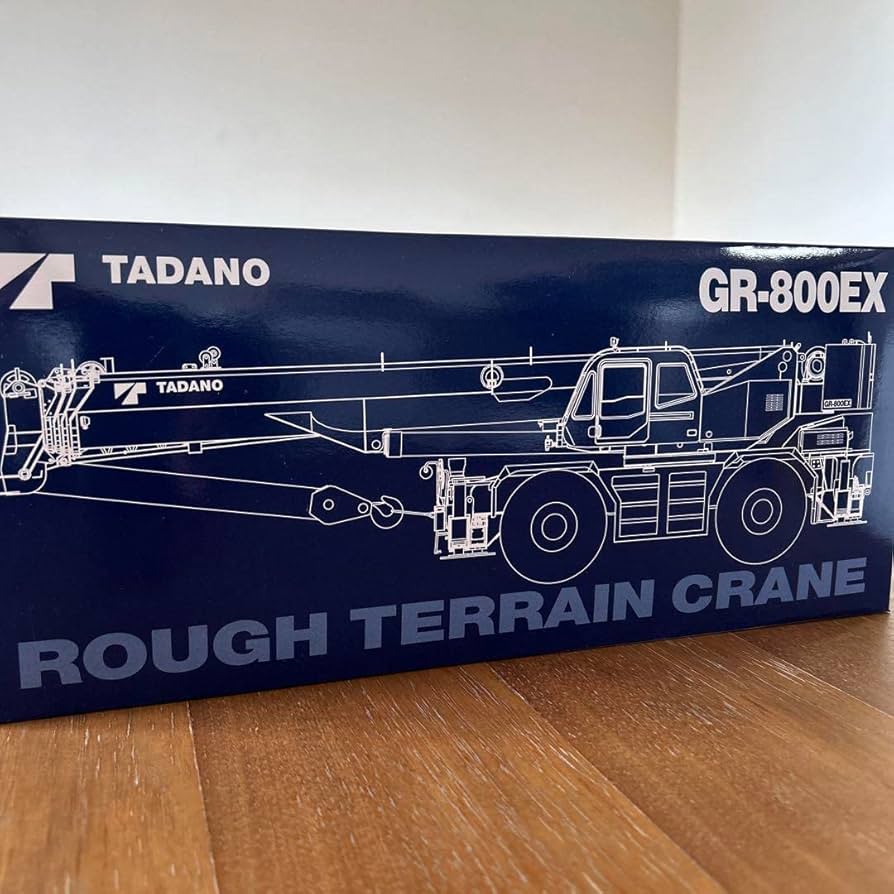 TADANO
GR-800EX
TADANO
GR-800EX
ROUGH TERRAIN CRANE